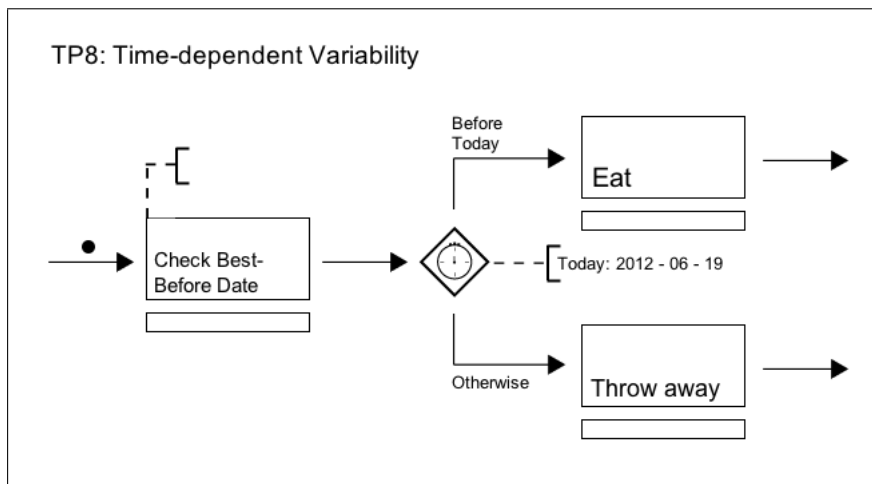 TP8: Time-dependent Variability
Before
Today
Eat
Check Best-
Before Date
Today: 2012 - 06 - 19
Otherwise
Throw away